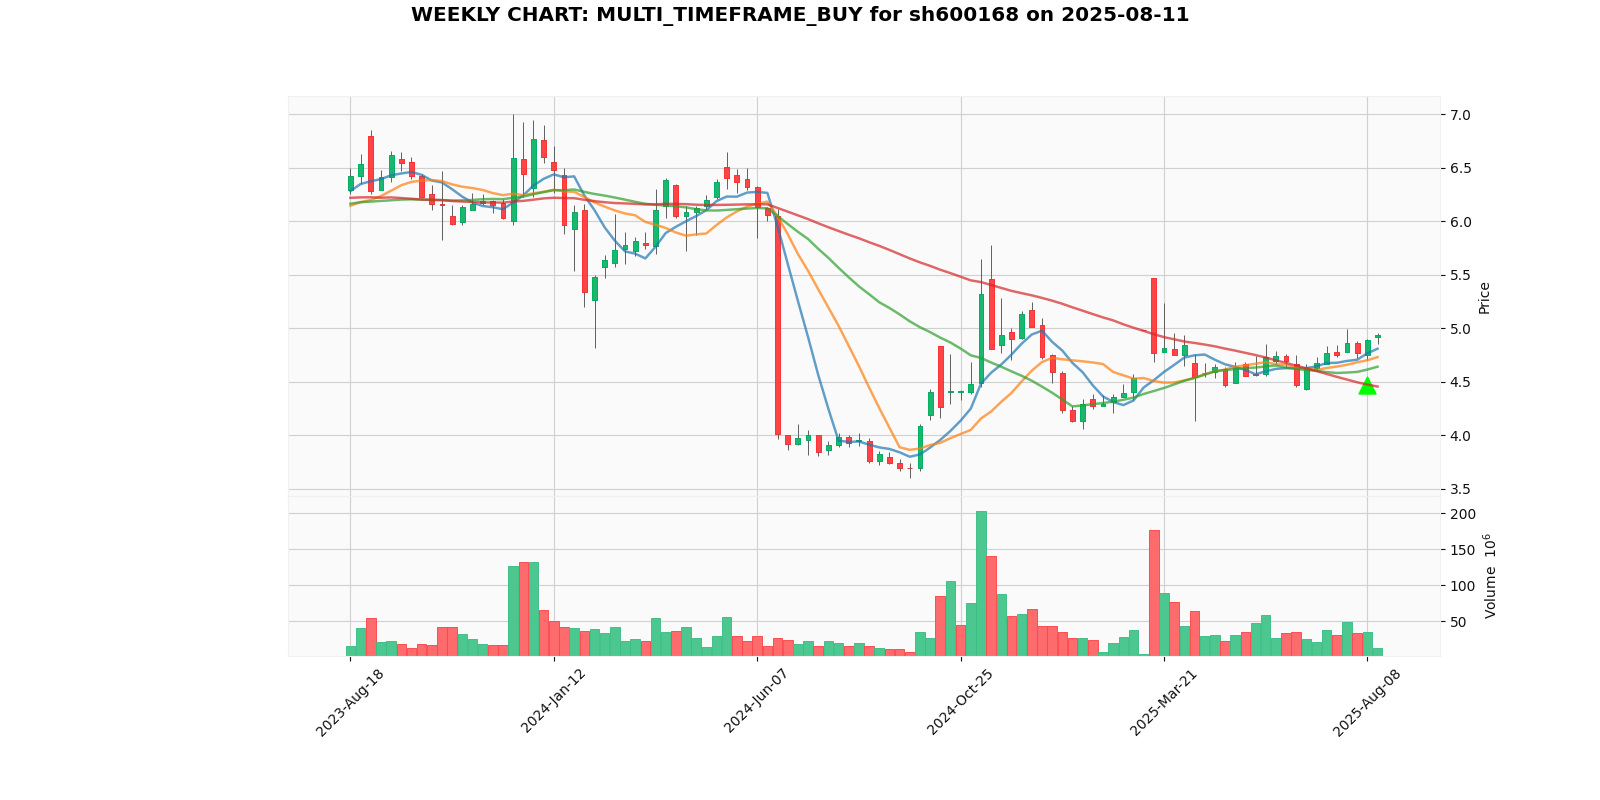 WEEKLY CHART: MULTI_TIMEFRAME_BUY for sh600168 on 2025-08-11
7.0
6.5
6.0
5.5
5.0
4.5
4.0
3.5
Price
200
150
100
50
Volume 10^6
2023-Aug-18
2024-Jan-12
2024-Jun-07
2024-Oct-25
2025-Mar-21
2025-Aug-08